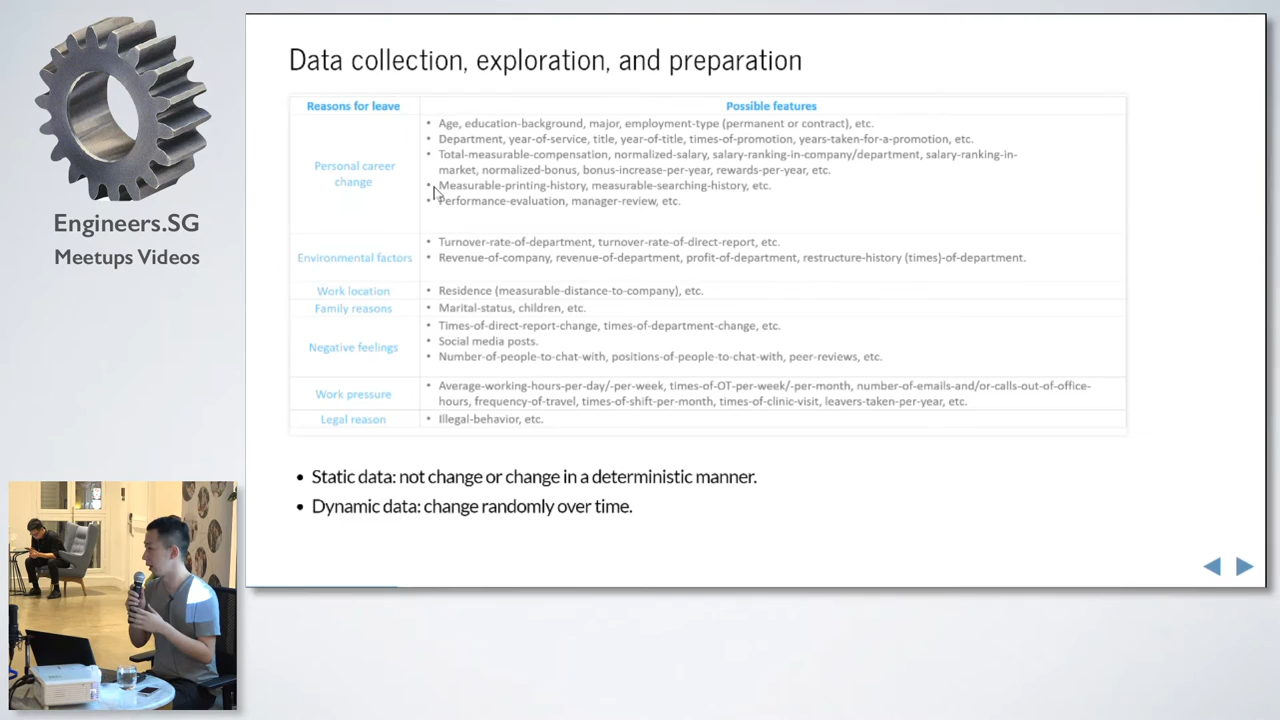 Engineers.SG
Meetups Videos
Data collection, exploration, and preparation
Reasons for leave
Possible features
Personal career
change
• Age, education-background, major, employment-type (permanent or contract), etc.
• Department, year-of-service, title, year-of-title, times-of-promotion, years-taken-for-a-promotion, etc.
• Total-measurable-compensation, normalized-salary, salary-ranking-in-company/department, salary-ranking-in-
market, normalized-bonus, bonus-increase-per-year, rewards-per-year, etc.
• Measurable-printing-history, measurable-searching-history, etc.
• Performance-evaluation, manager-review, etc.
Environmental factors
• Turnover-rate-of-department, turnover-rate-of-direct-report, etc.
• Revenue-of-company, revenue-of-department, profit-of-department, restructure-history (times)-of-department.
Work location
• Residence (measurable-distance-to-company), etc.
Family reasons
• Marital-status, children, etc.
Negative feelings
• Times-of-direct-report-change, times-of-department-change, etc.
• Social media posts.
• Number-of-people-to-chat-with, positions-of-people-to-chat-with, peer-reviews, etc.
Work pressure
• Average-working-hours-per-day/-per-week, times-of-OT-per-week/-per-month, number-of-emails-and/or-calls-out-of-office-
hours, frequency-of-travel, times-of-shift-per-month, times-of-clinic-visit, leavers-taken-per-year, etc.
Legal reason
• Illegal-behavior, etc.
• Static data: not change or change in a deterministic manner.
• Dynamic data: change randomly over time.